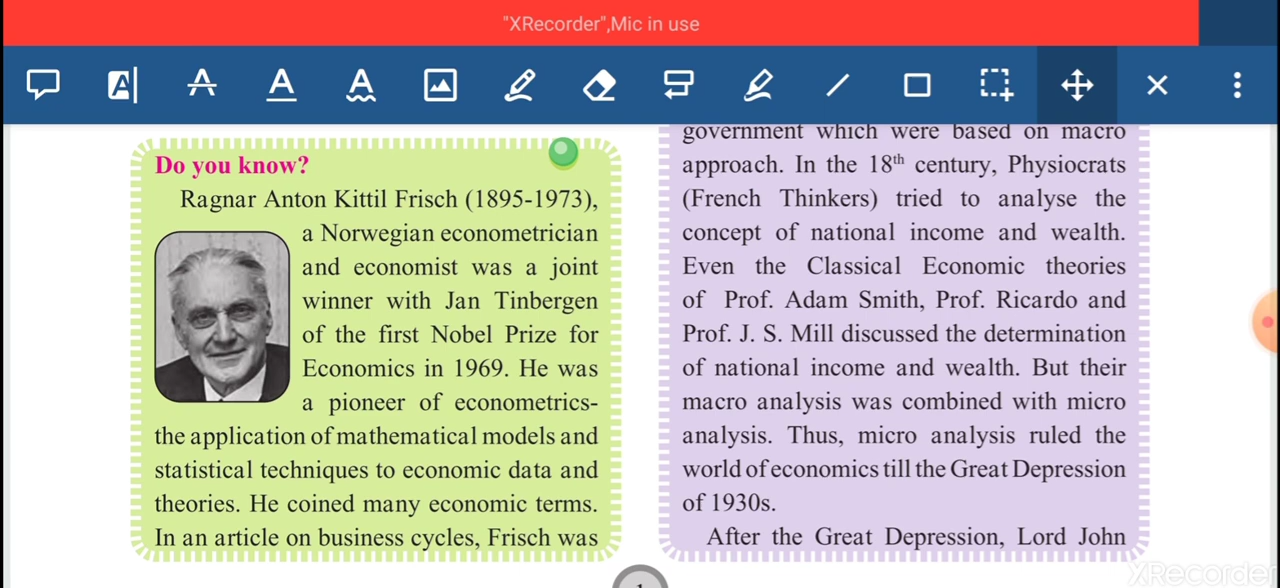 "XRecorder",Mic in use
Do you know?
Ragnar Anton Kittil Frisch (1895-1973),
a Norwegian econometrician
and economist was a joint
winner with Jan Tinbergen
of the first Nobel Prize for
Economics in 1969. He was
a pioneer of econometrics-
the application of mathematical models and
statistical techniques to economic data and
theories. He coined many economic terms.
In an article on business cycles, Frisch was
government which were based on macro
approach. In the 18th century, Physiocrats
(French Thinkers) tried to analyse the
concept of national income and wealth.
Even the Classical Economic theories
of Prof. Adam Smith, Prof. Ricardo and
Prof. J. S. Mill discussed the determination
of national income and wealth. But their
macro analysis was combined with micro
analysis. Thus, micro analysis ruled the
world of economics till the Great Depression
of 1930s.
After the Great Depression, Lord John
1
XRecorder